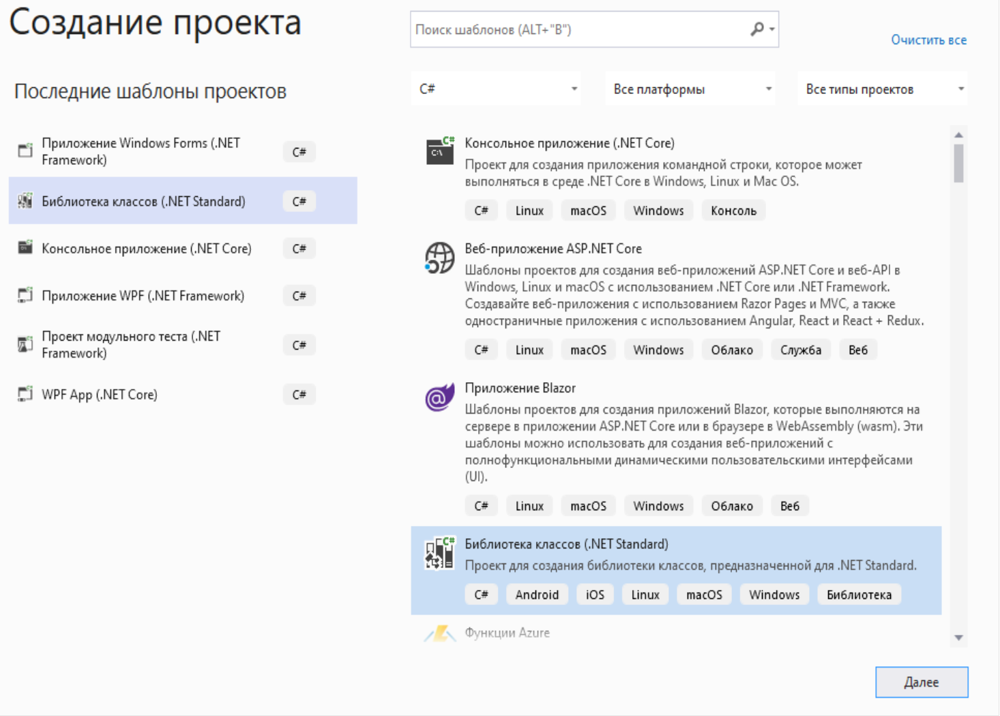 Создание проекта
Поиск шаблонов (ALT+"В")
Очистить все
Последние шаблоны проектов
C#
Все платформы
Все типы проектов
Приложение Windows Forms (.NET
Framework)
C#
Библиотека классов (.NET Standard)
C#
Консольное приложение (.NET Core)
C#
Приложение WPF (.NET Framework)
C#
Проект модульного теста (.NET
Framework)
C#
WPF App (.NET Core)
C#
C#
C:\
Консольное приложение (.NET Core)
Проект для создания приложения командной строки, которое может
выполняться в среде .NET Core в Windows, Linux и Mac OS.
C# Linux macOS Windows Консоль
Веб-приложение ASP.NET Core
Шаблоны проектов для создания веб-приложений ASP.NET Core и веб-API в
Windows, Linux и macOS с использованием .NET Core или .NET Framework.
Создавайте веб-приложения с использованием Razor Pages и MVC, а также
одностраничные приложения с использованием Angular, React и React + Redux.
C# Linux macOS Windows Облако Служба Веб
Приложение Blazor
Шаблоны проектов для создания приложений Blazor, которые выполняются на
сервере в приложении ASP.NET Core или в браузере в WebAssembly (wasm). Эти
шаблоны можно использовать для создания веб-приложений с
полнофункциональными динамическими пользовательскими интерфейсами
(UI).
C# Linux macOS Windows Облако Веб
C#
Библиотека классов (.NET Standard)
Проект для создания библиотеки классов, предназначенной для .NET Standard.
C# Android iOS Linux macOS Windows Библиотека
Функции Azure
Далее